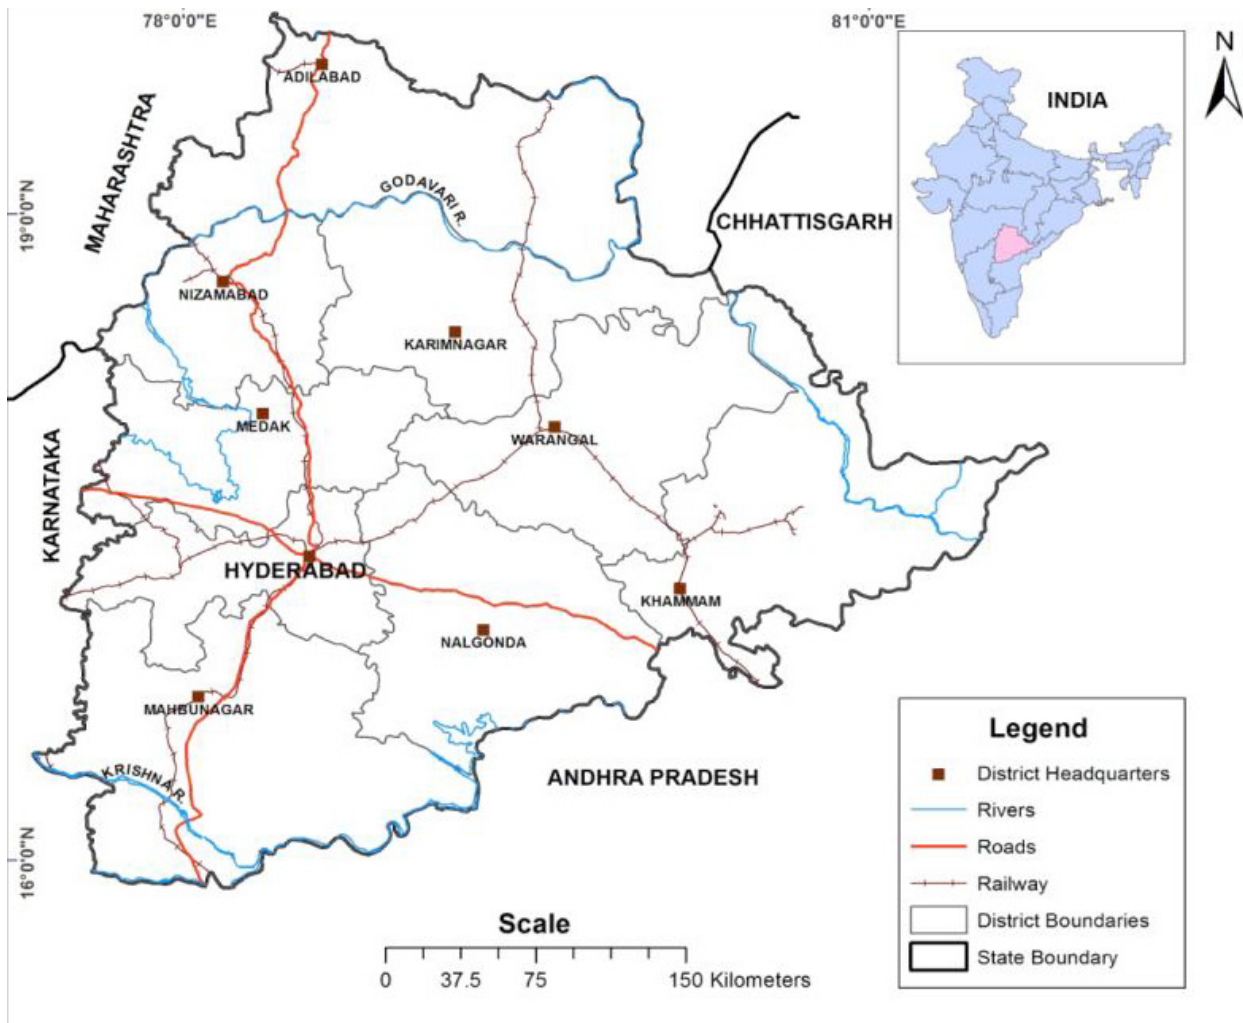 78°0'0"E
81°0'0"E
N
INDIA
ADILABAD
MAHARASHTRA
GODAVARI R.
19°0'0"N
CHHATTISGARH
NIZAMABAD
KARIMNAGAR
MEDAK
WARANGAL
KARNATAKA
HYDERABAD
KHAMMAM
NALGONDA
MAHBUNAGAR
KRISHNA R.
ANDHRA PRADESH
16°0'0"N
Legend
District Headquarters
Rivers
Roads
Railway
District Boundaries
State Boundary
Scale
0 37.5 75 150 Kilometers